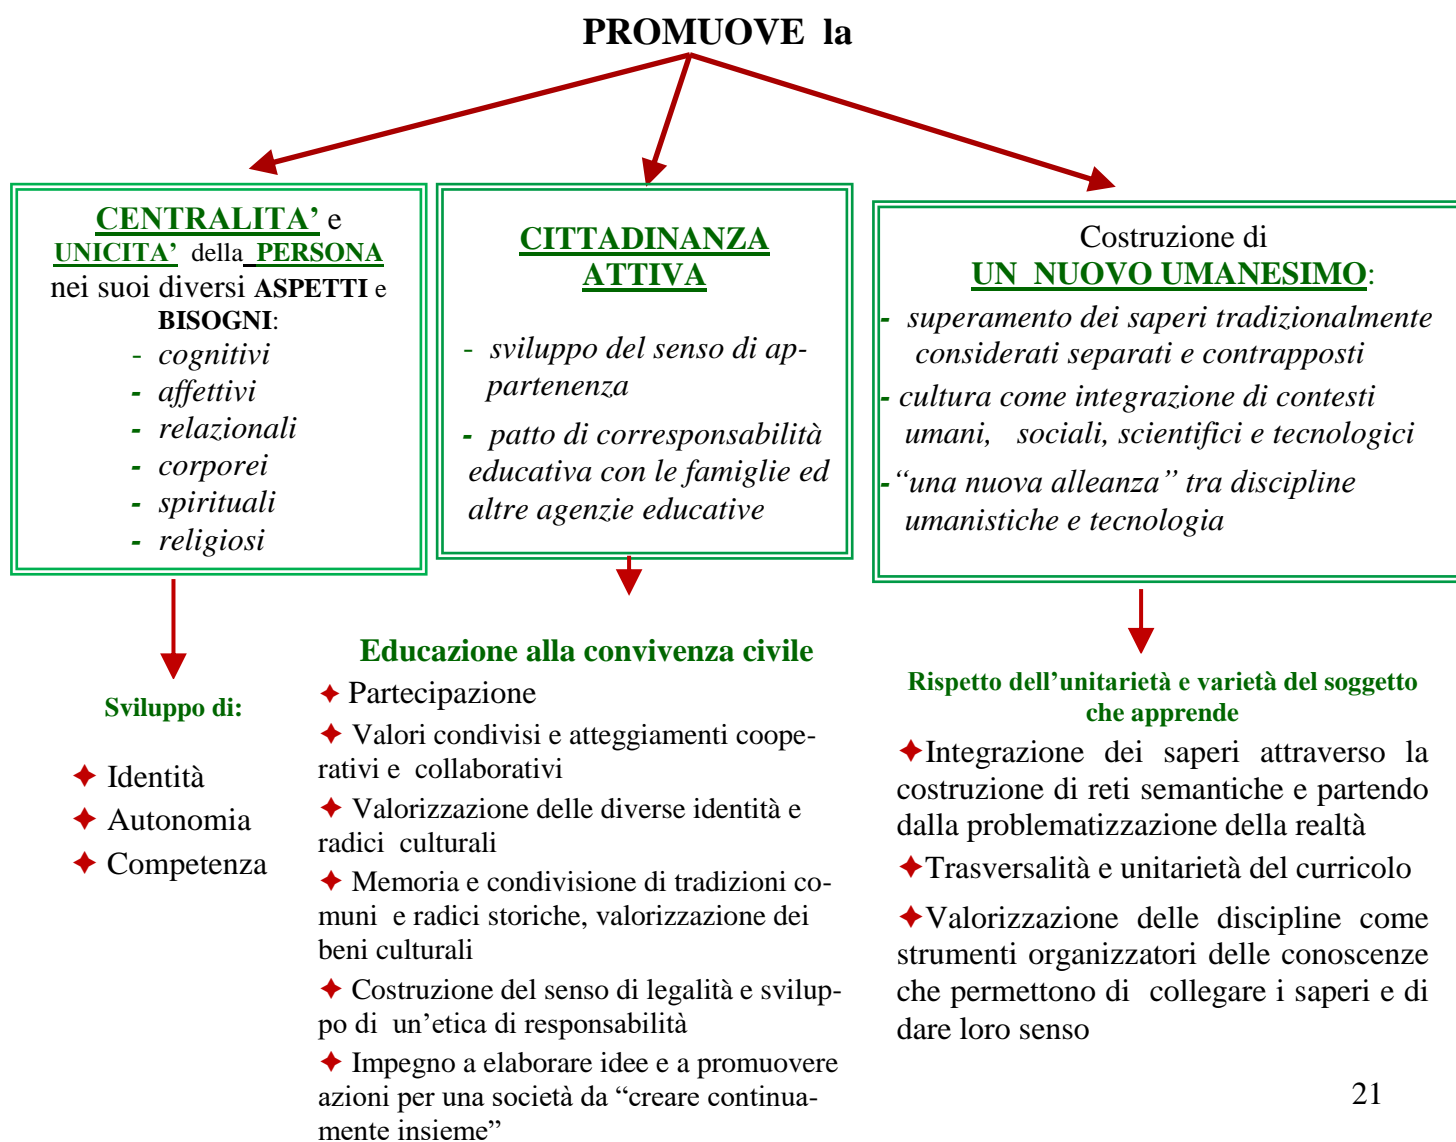 PROMUOVE la
CENTRALITA’ e
UNICITA’ della PERSONA
nei suoi diversi ASPETTI e
BISOGNI:
- cognitivi
- affettivi
- relazionali
- corporei
- spirituali
- religiosi
CITTADINANZA
ATTIVA
- sviluppo del senso di ap-
partenenza
- patto di corresponsabilità
educativa con le famiglie ed
altre agenzie educative
Costruzione di
UN NUOVO UMANESIMO:
- superamento dei saperi tradizionalmente
considerati separati e contrapposti
- cultura come integrazione di contesti
umani, sociali, scientifici e tecnologici
-“una nuova alleanza” tra discipline
umanistiche e tecnologia
Sviluppo di:
✦ Identità
✦ Autonomia
✦ Competenza
Educazione alla convivenza civile
✦ Partecipazione
✦ Valori condivisi e atteggiamenti coope-
rativi e collaborativi
✦ Valorizzazione delle diverse identità e
radici culturali
✦ Memoria e condivisione di tradizioni co-
muni e radici storiche, valorizzazione dei
beni culturali
✦ Costruzione del senso di legalità e svilup-
po di un’etica di responsabilità
✦ Impegno a elaborare idee e a promuovere
azioni per una società da “creare continua-
mente insieme”
Rispetto dell’unitarietà e varietà del soggetto
che apprende
✦Integrazione dei saperi attraverso la
costruzione di reti semantiche e partendo
dalla problematizzazione della realtà
✦Trasversalità e unitarietà del curricolo
✦Valorizzazione delle discipline come
strumenti organizzatori delle conoscenze
che permettono di collegare i saperi e di
dare loro senso
21